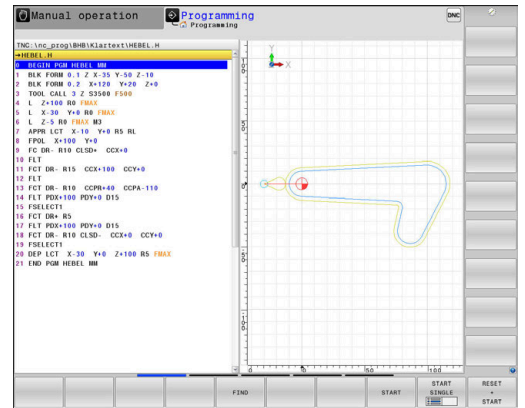 Manual operation
Programming
Programming
DNC
TNC:\nc_prog\BHB\Klartext\HEBEL.H
→HEBEL.H
0 BEGIN PGM HEBEL MM
1 BLK FORM 0.1 Z X-35 Y-50 Z-10
2 BLK FORM 0.2 X+120 Y+20 Z+0
3 TOOL CALL 3 Z S3500 F500
4 L Z+100 R0 FMAX
5 L X-30 Y+0 R0 FMAX
6 L Z-5 R0 FMAX M3
7 APPR LCT X-10 Y+0 R5 RL
8 FPOL X+100 Y+0
9 FC DR- R10 CLSD+ CCX+0
10 FLT
11 FCT DR- R15 CCX+100 CCY+0
12 FLT
13 FCT DR- R10 CCPR+40 CCPA-110
14 FLT PDX+100 PDY+0 D15
15 FSELECT1
16 FCT DR+ R5
17 FLT PDX+100 PDY+0 D15
18 FCT DR- R10 CLSD- CCX+0 CCY+0
19 FSELECT1
20 DEP LCT X-30 Y+0 Z+100 R5 FMAX
21 END PGM HEBEL MM
Y
X
FIND
START
START
SINGLE
RESET
+
START